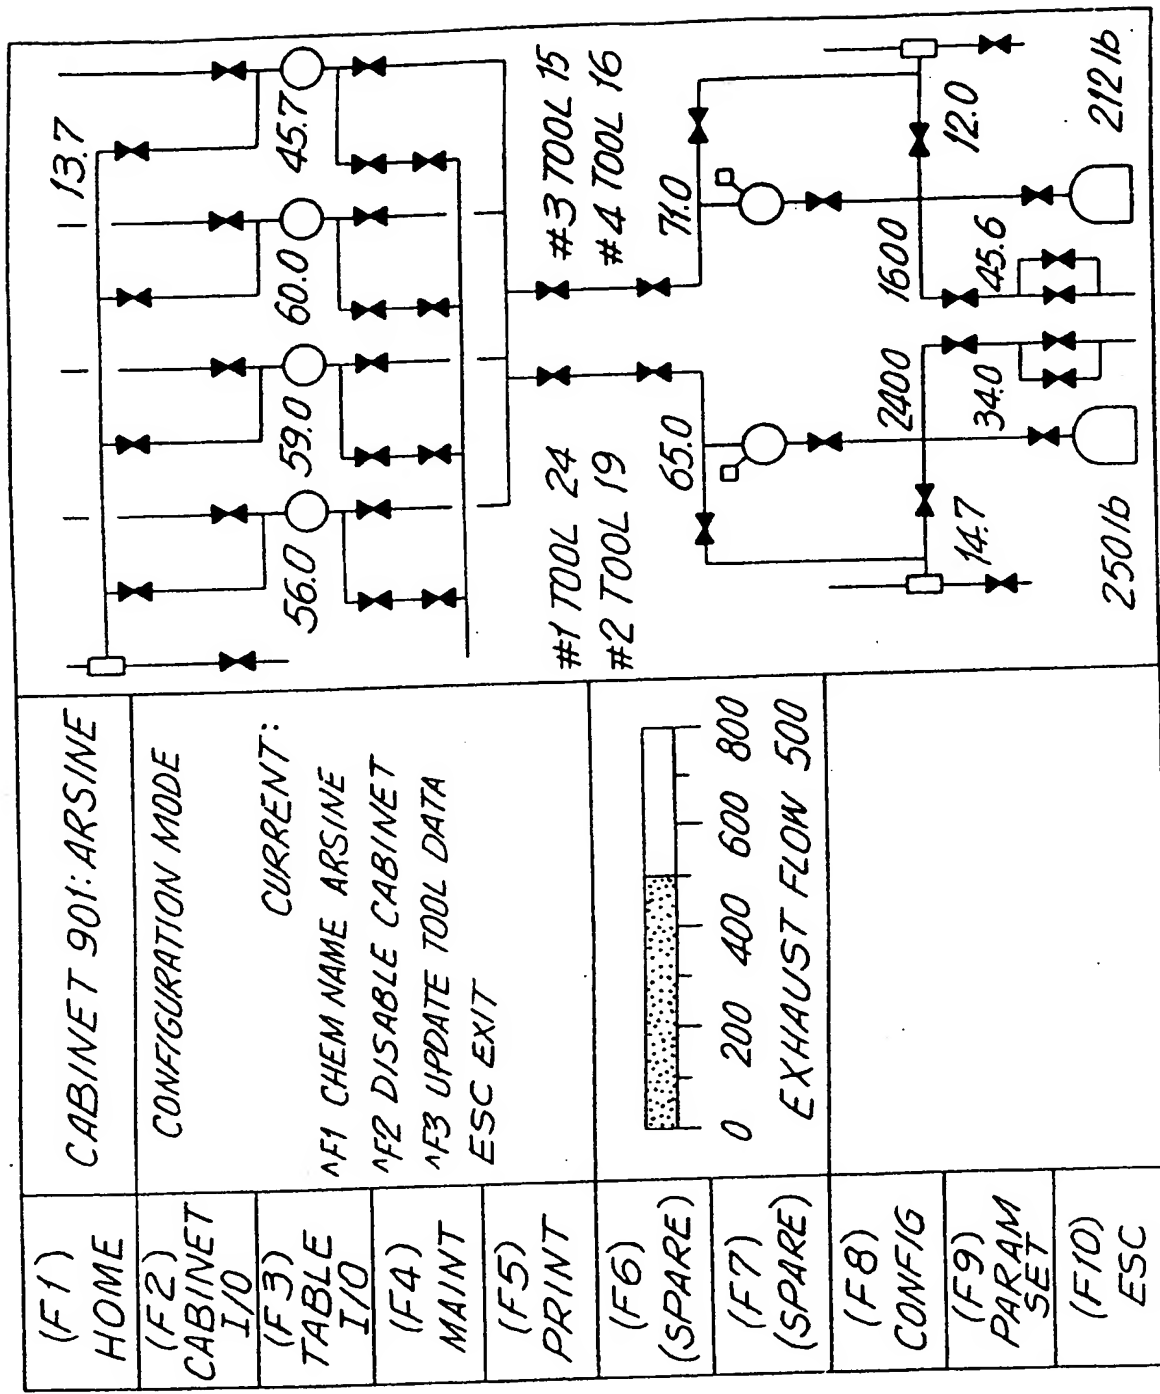 (F1)
HOME
(F2)
CABINET
I/O
(F3)
TABLE
I/O
(F4)
MAINT
(F5)
PRINT
(F6)
(SPARE)
(F7)
(SPARE)
(F8)
CONFIG
(F9)
PARAM
SET
(F10)
ESC
CABINET 901: ARSINE
CONFIGURATION MODE
CURRENT:
^F1 CHEM NAME ARSINE
^F2 DISABLE CABINET
^F3 UPDATE TOOL DATA
ESC EXIT
0 200 400 600 800
EXHAUST FLOW 500
13.7
56.0 59.0 60.0 45.7
#1 TOOL 24
#2 TOOL 19
#3 TOOL 15
#4 TOOL 16
65.0 71.0
2400 1600
14.7 34.0 45.6 12.0
250 lb 212 lb